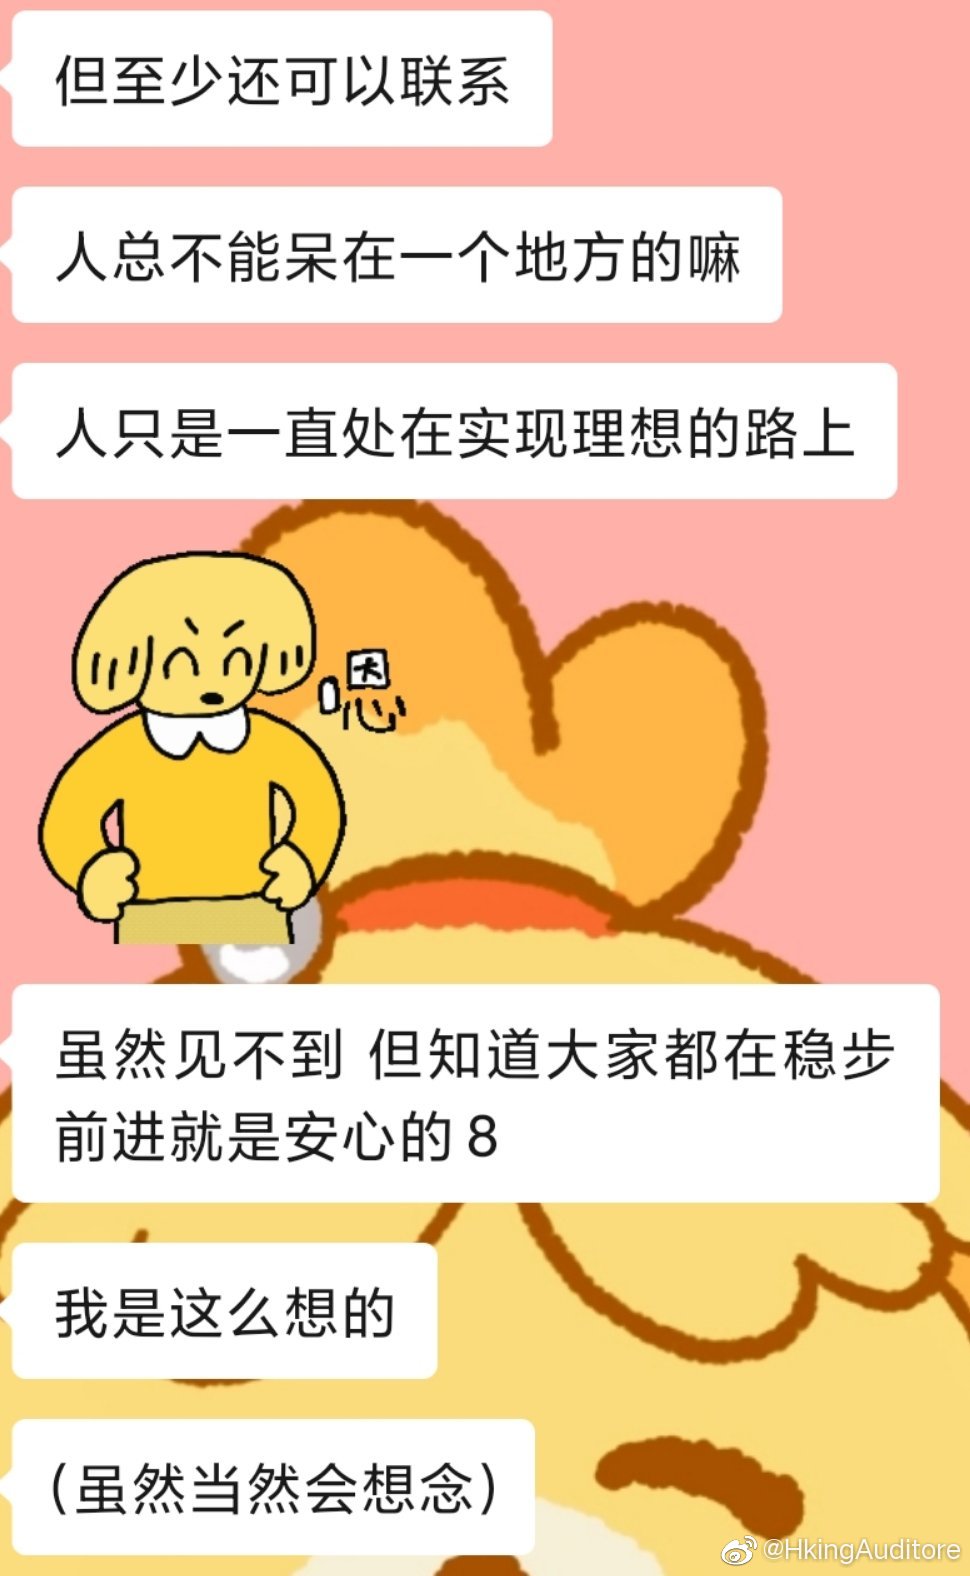 但至少还可以联系
人总不能呆在一个地方的嘛
人只是一直处在实现理想的路上
嗯
虽然见不到 但知道大家都在稳步
前进就是安心的8
我是这么想的
（虽然当然会想念）
@HkingAuditore